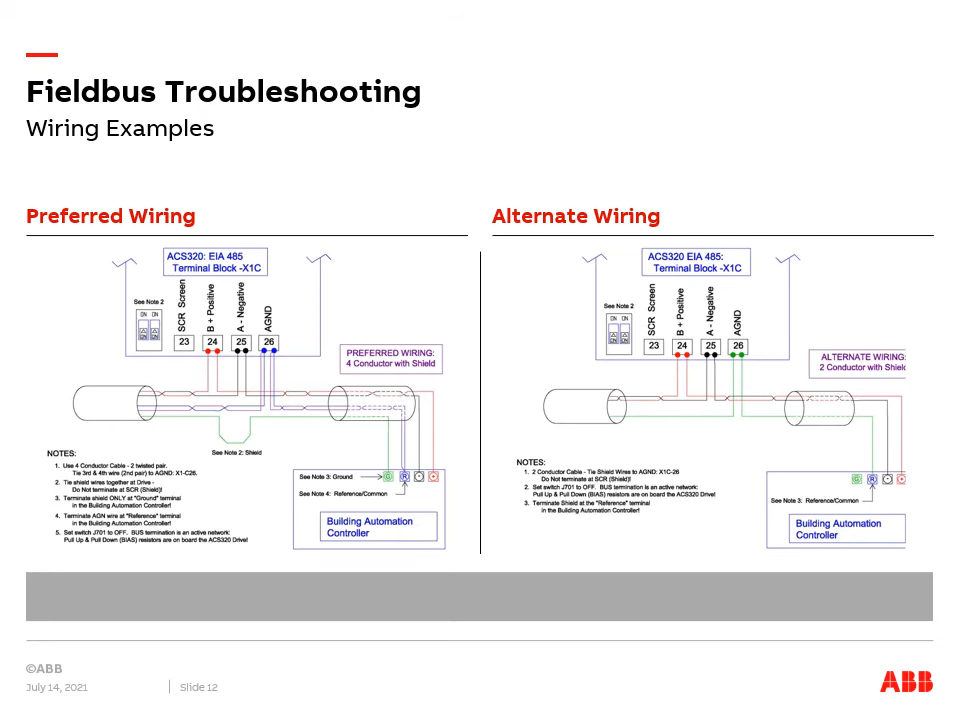 Fieldbus Troubleshooting
Wiring Examples
Preferred Wiring
ACS320: EIA 485
Terminal Block -X1C
See Note 2
ON ON
SCR Screen
B + Positive
A - Negative
AGND
23
24
25
26
PREFERRED WIRING:
4 Conductor with Shield
See Note 2: Shield
NOTES:
1. Use 4 Conductor Cable - 2 twisted pair.
Tie 3rd & 4th wire (2nd pair) to AGND: X1-C26.
2. Tie shield wires together at Drive -
Do not terminate at SCR (Shield)!
3. Terminate shield ONLY at "Ground" terminal
in the Building Automation Controller!
4. Terminate AGN wire at "Reference" terminal
in the Building Automation Controller!
5. Set switch J701 to OFF. BUS termination is an active network:
Pull Up & Pull Down (BIAS) resistors are on board the ACS320 Drive!
See Note 3: Ground
G R - +
See Note 4: Reference/Common
Building Automation
Controller
Alternate Wiring
ACS320 EIA 485:
Terminal Block -X1C
See Note 2
ON ON
SCR Screen
B + Positive
A - Negative
AGND
23
24
25
26
ALTERNATE WIRING:
2 Conductor with Shield
NOTES:
1. 2 Conductor Cable - Tie Shield Wires to AGND: X1C-26
Do not terminate at SCR (Shield)!
2. Set switch J701 to OFF. BUS termination is an active network:
Pull Up & Pull Down (BIAS) resistors are on board the ACS320 Drive!
3. Terminate Shield at the "Reference" terminal
in the Building Automation Controller!
G R - +
See Note 3: Reference/Common
Building Automation
Controller
©ABB
July 14, 2021
Slide 12
ABB